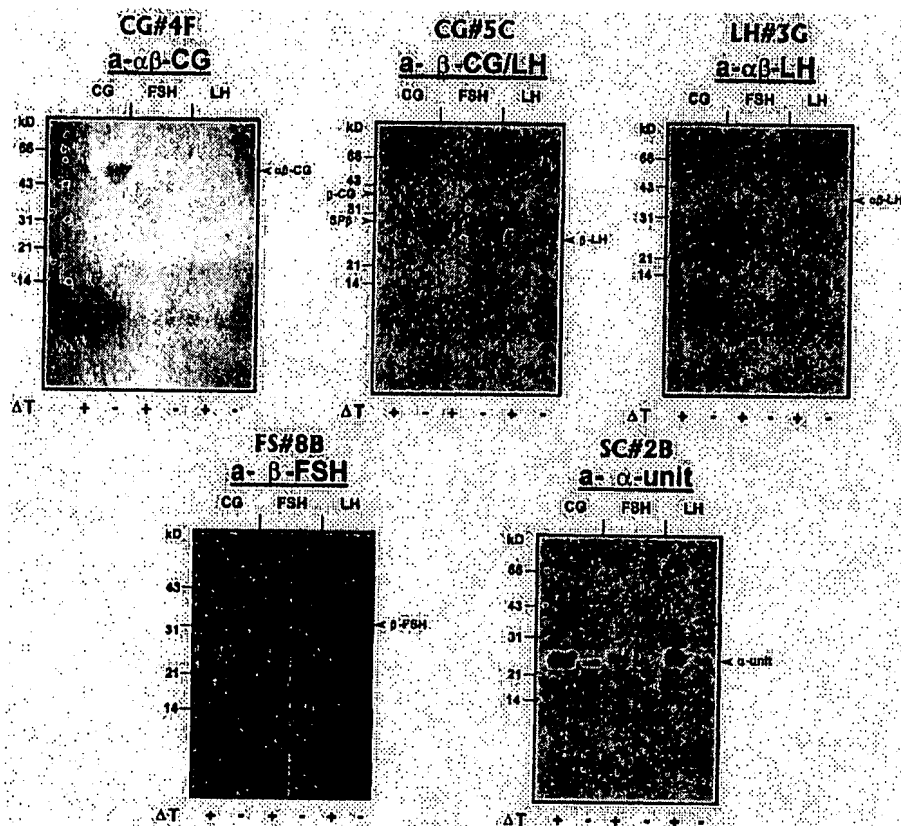 CG#4F
a-αβ-CG
CG FSH LH
kD
68
43
31
21
14
αβ-CG
ΔT + - + - + -
CG#5C
a- β -CG/LH
CG FSH LH
kD
68
43
β-CG
31
β-LH
21
14
+ - + - + -
LH#3G
a-αβ-LH
CG FSH LH
kD
68
43
αβ-LH
31
21
14
ΔT + - + - + -
FS#8B
a- β-FSH
CG FSH LH
kD
43
31
β-FSH
21
14
ΔT + - + - + -
SC#2B
a- α-unit
CG FSH LH
kD
68
43
31
α-unit
21
14
ΔT + - + - + -